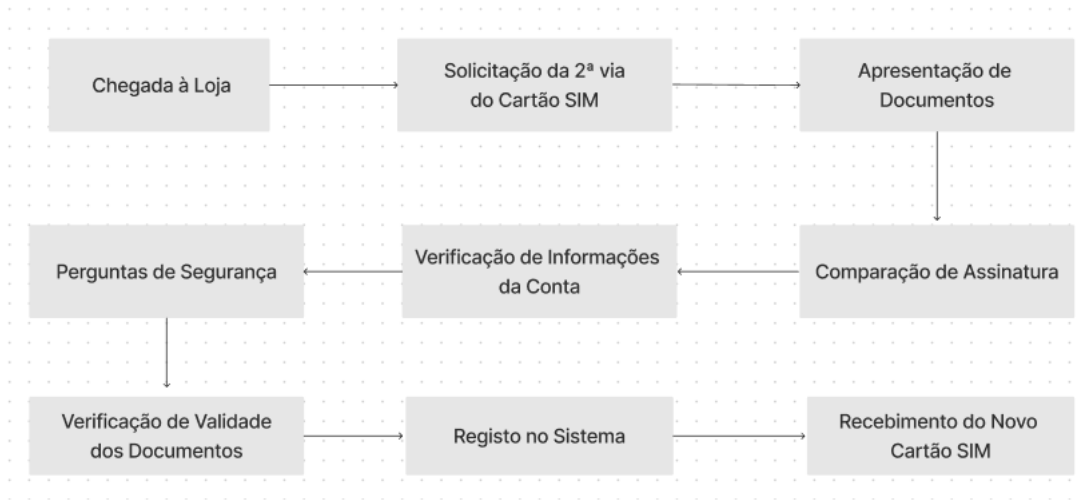 Chegada à Loja
Solicitação da 2ª via
do Cartão SIM
Apresentação de
Documentos
Comparação de Assinatura
Verificação de Informações
da Conta
Perguntas de Segurança
Verificação de Validade
dos Documentos
Registo no Sistema
Recebimento do Novo
Cartão SIM